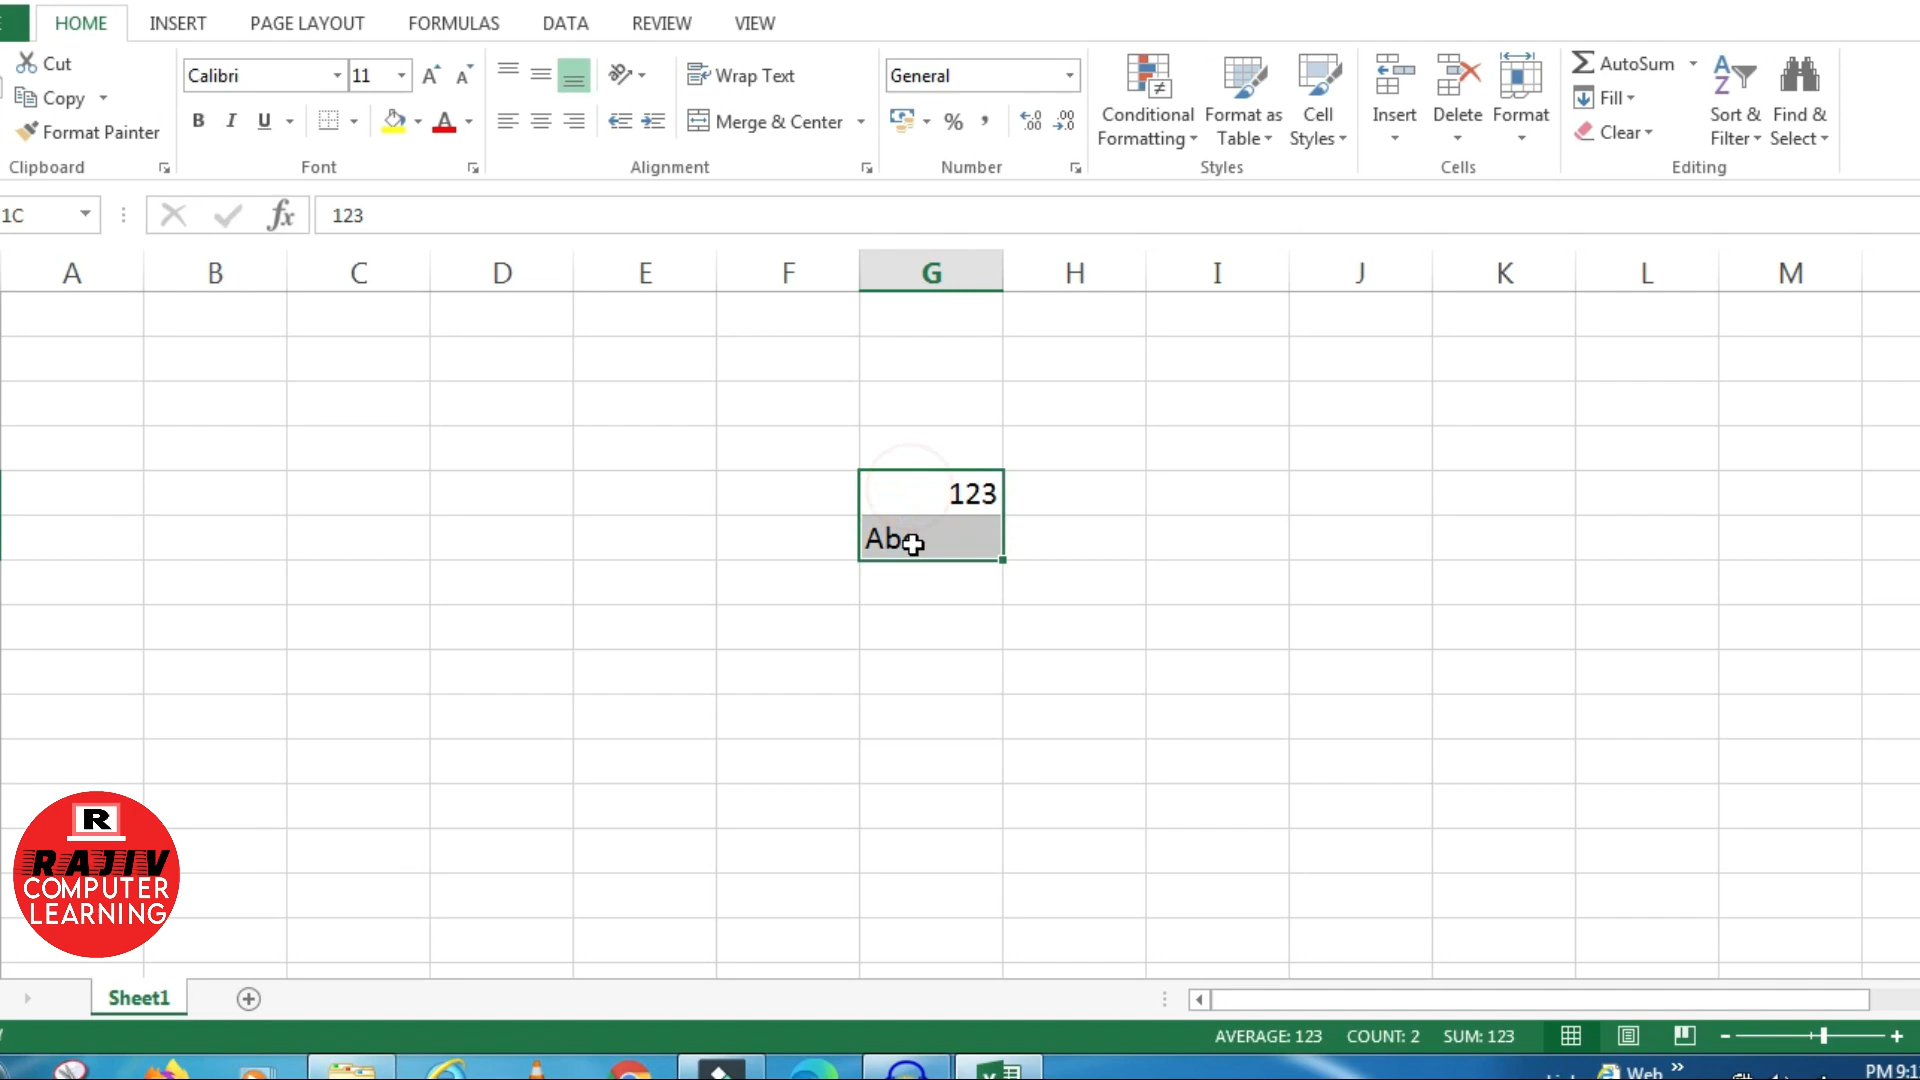 HOME INSERT PAGE LAYOUT FORMULAS DATA REVIEW VIEW
Cut
Copy
Format Painter
Clipboard
Calibri 11
B I U A
Font
Wrap Text
Merge & Center
Alignment
General
% ,
Number
Conditional Formatting
Format as Table
Cell Styles
Styles
Insert Delete Format
Cells
AutoSum
Fill
Clear
Sort & Filter
Find & Select
Editing
1C fx 123
A B C D E F G H I J K L M
123
Ab
R
RAJIV
COMPUTER
LEARNING
Sheet1
AVERAGE: 123 COUNT: 2 SUM: 123
Web